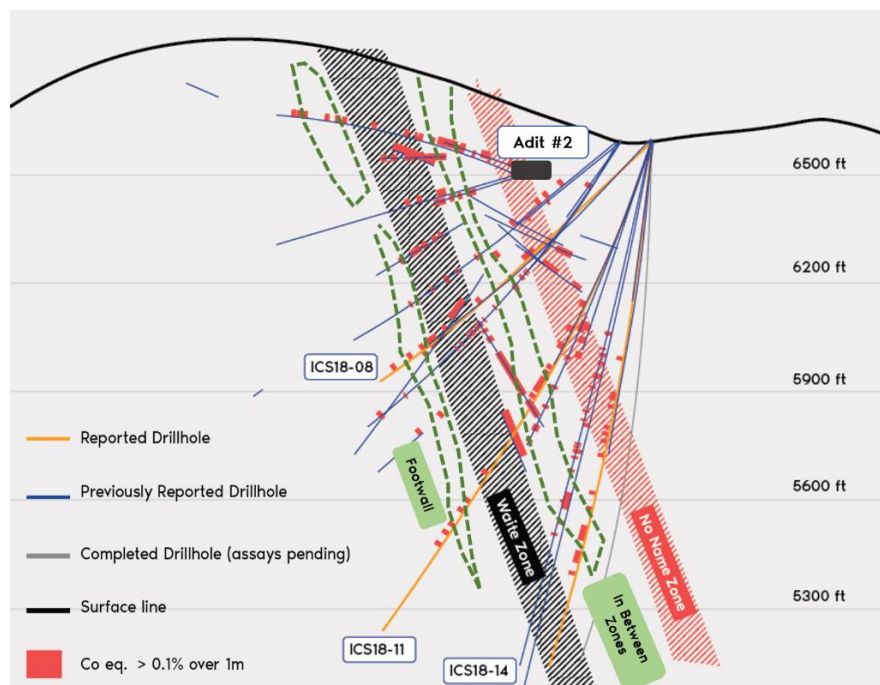 Adit #2
6500 ft
6200 ft
ICS18-08
5900 ft
Reported Drillhole
Footwall
Previously Reported Drillhole
5600 ft
Waite Zone
No Name Zone
Completed Drillhole (assays pending)
Surface line
5300 ft
In Between
Zones
ICS18-11
ICS18-14
Co eq. > 0.1% over 1m